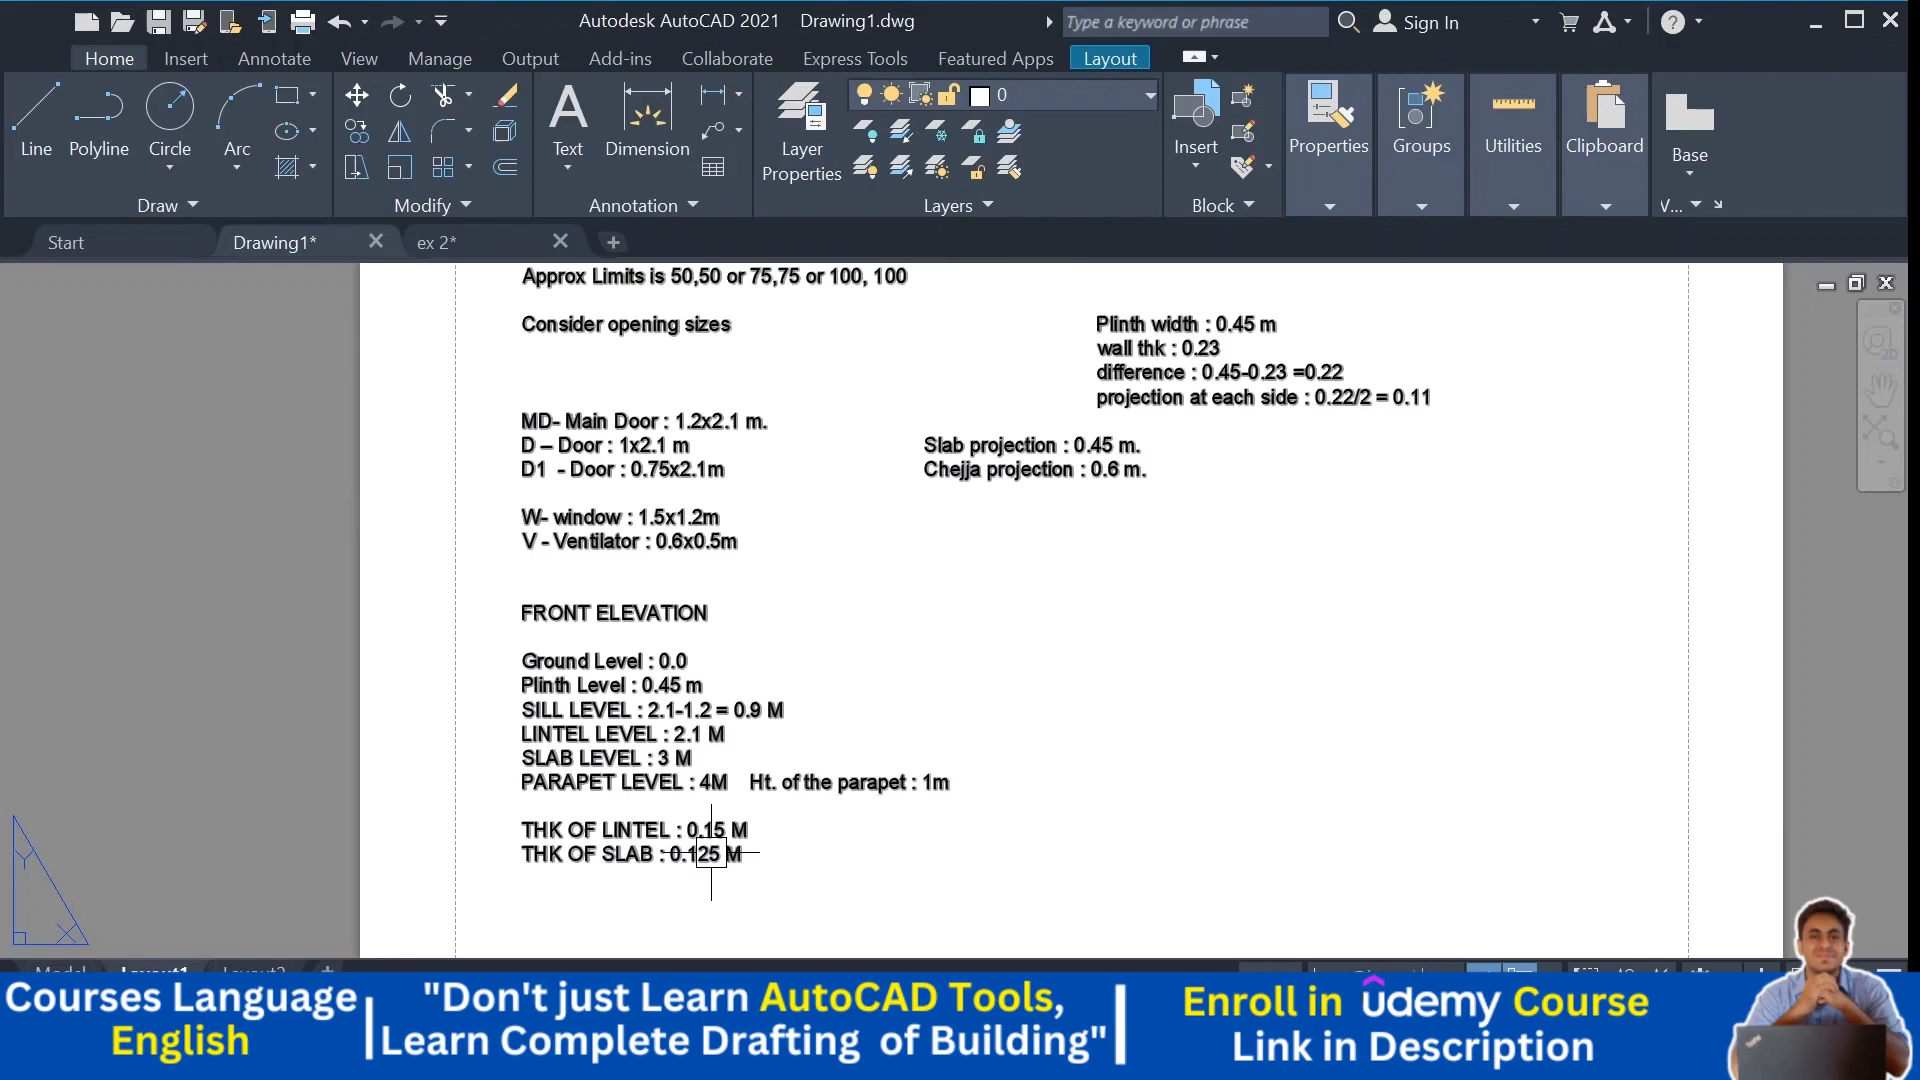 Autodesk AutoCAD 2021 Drawing1.dwg
Type a keyword or phrase
Sign In
Home Insert Annotate View Manage Output Add-ins Collaborate Express Tools Featured Apps Layout
Line Polyline Circle Arc
Text Dimension
Layer Properties
0
Insert
Properties Groups Utilities Clipboard Base
Draw Modify Annotation Layers Block V...
Start Drawing1* ex 2* +
Approx Limits is 50,50 or 75,75 or 100, 100
Consider opening sizes
Plinth width : 0.45 m
wall thk : 0.23
difference : 0.45-0.23 =0.22
projection at each side : 0.22/2 = 0.11
MD- Main Door : 1.2x2.1 m.
D – Door : 1x2.1 m
D1 - Door : 0.75x2.1m
Slab projection : 0.45 m.
Chejja projection : 0.6 m.
W- window : 1.5x1.2m
V - Ventilator : 0.6x0.5m
FRONT ELEVATION
Ground Level : 0.0
Plinth Level : 0.45 m
SILL LEVEL : 2.1-1.2 = 0.9 M
LINTEL LEVEL : 2.1 M
SLAB LEVEL : 3 M
PARAPET LEVEL : 4M Ht. of the parapet : 1m
THK OF LINTEL : 0.15 M
THK OF SLAB : 0.125 M
Y
X
2D
Model Layout1 Layout2 +
Courses Language
English
"Don't just Learn AutoCAD Tools,
Learn Complete Drafting of Building"
Enroll in udemy Course
Link in Description